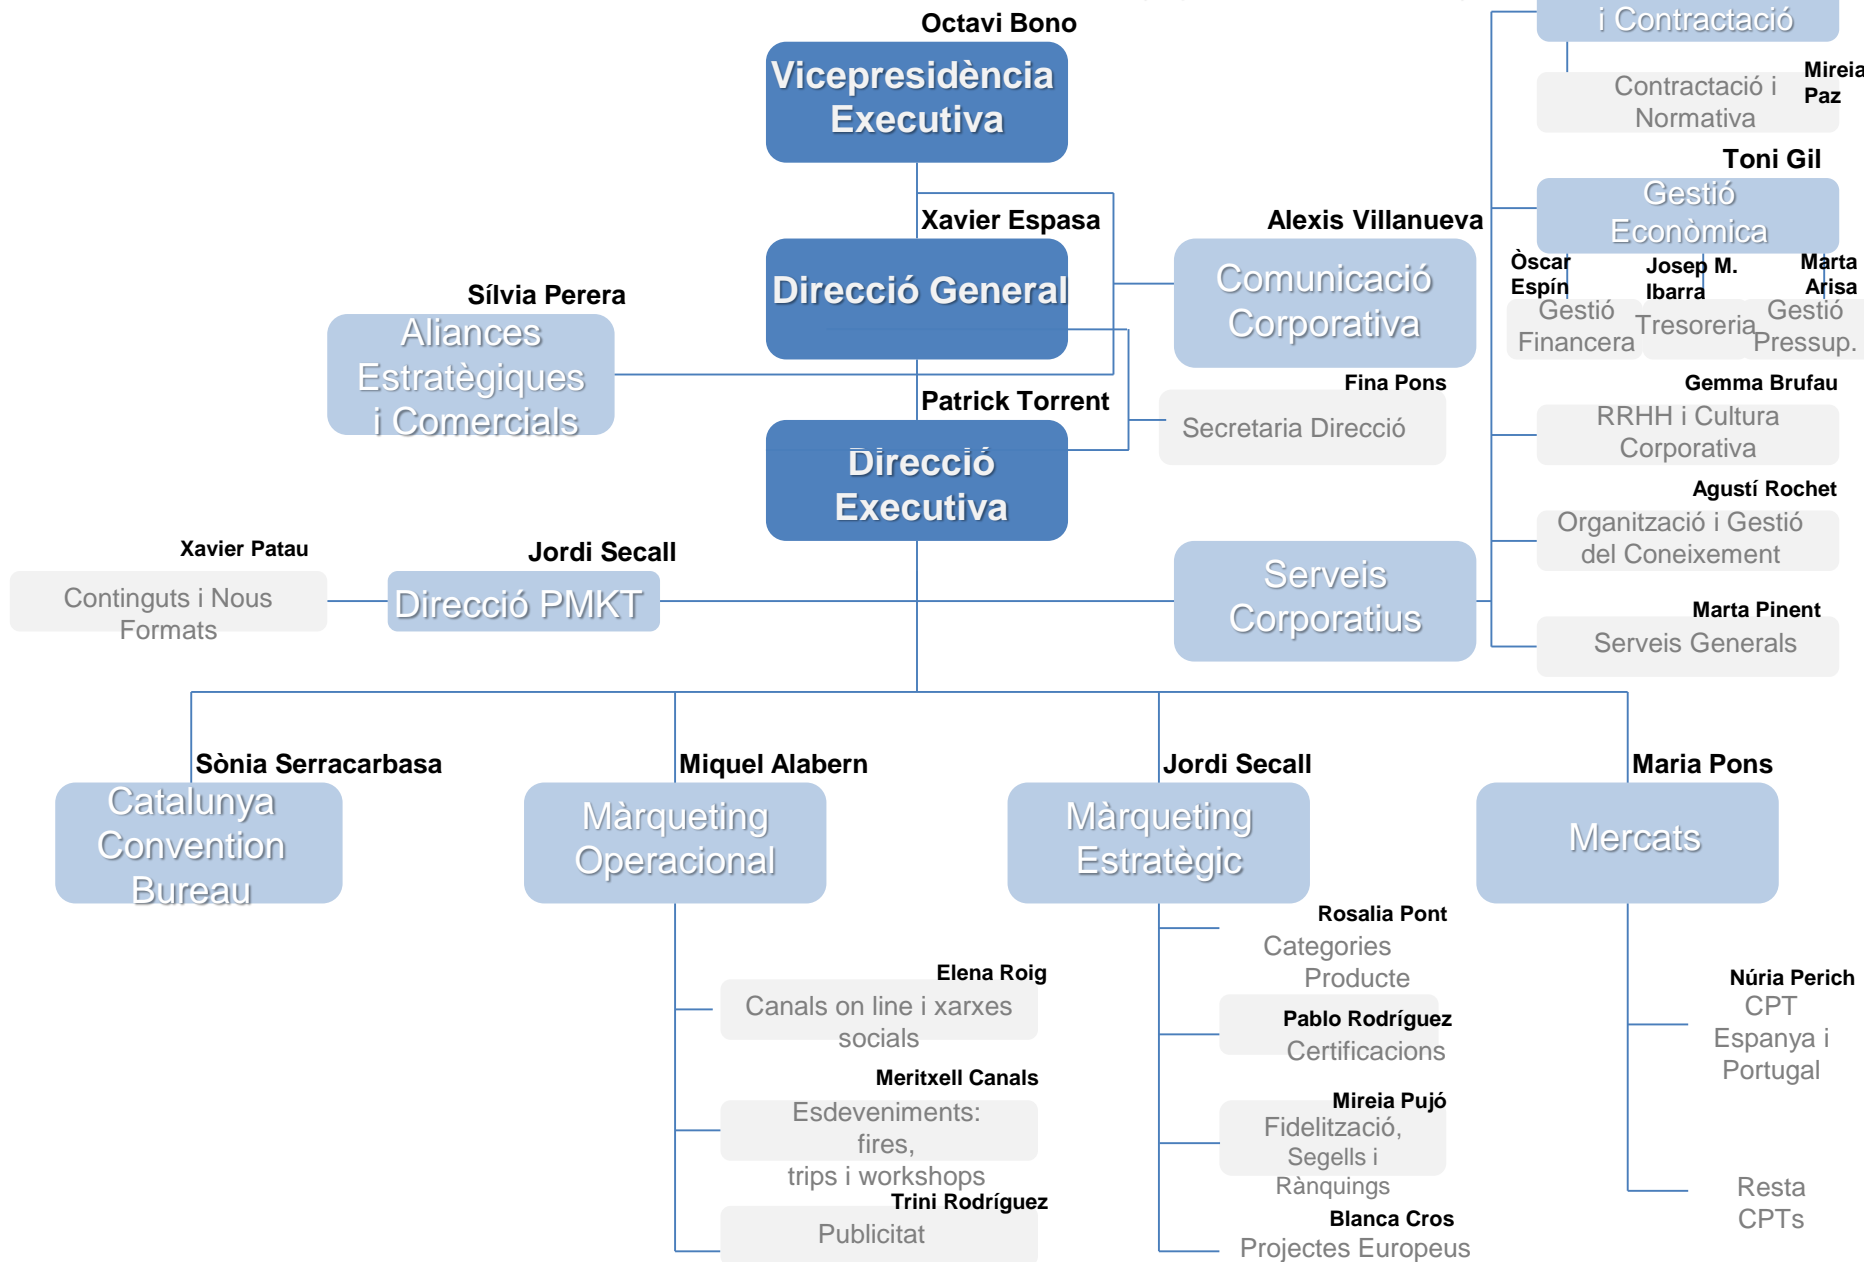 Octavi Bono
Vicepresidència
Executiva
i Contractació
Mireia
Paz
Contractació i
Normativa
Toni Gil
Gestió
Econòmica
Òscar
Espín
Josep M.
Ibarra
Marta
Arisa
Gestió
Financera
Tresoreria
Gestió
Pressup.
Xavier Espasa
Direcció General
Alexis Villanueva
Comunicació
Corporativa
Sílvia Perera
Aliances
Estratègiques
i Comercials
Fina Pons
Secretaria Direcció
Patrick Torrent
Direcció
Executiva
Gemma Brufau
RRHH i Cultura
Corporativa
Agustí Rochet
Organització i Gestió
del Coneixement
Xavier Patau
Continguts i Nous
Formats
Jordi Secall
Direcció PMKT
Serveis
Corporatius
Marta Pinent
Serveis Generals
Sònia Serracarbasa
Catalunya
Convention
Bureau
Miquel Alabern
Màrqueting
Operacional
Elena Roig
Canals on line i xarxes
socials
Meritxell Canals
Esdeveniments:
fires,
trips i workshops
Trini Rodríguez
Publicitat
Jordi Secall
Màrqueting
Estratègic
Rosalia Pont
Categories
Producte
Pablo Rodríguez
Certificacions
Mireia Pujó
Fidelització,
Segells i
Rànquings
Blanca Cros
Projectes Europeus
Maria Pons
Mercats
Núria Perich
CPT
Espanya i
Portugal
Resta
CPTs